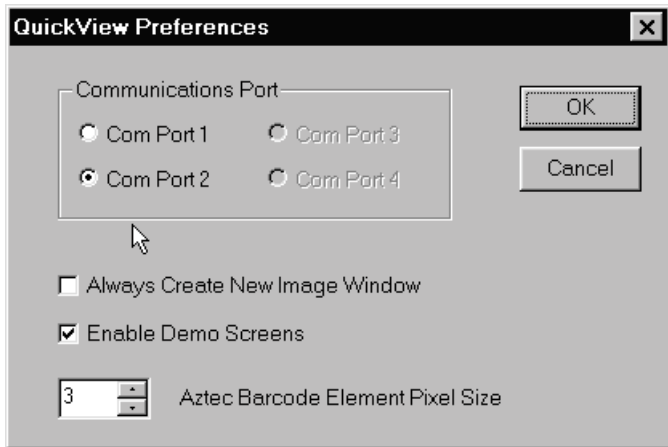 QuickView Preferences
Communications Port
Com Port 1
Com Port 3
Com Port 2
Com Port 4
OK
Cancel
Always Create New Image Window
Enable Demo Screens
3
Aztec Barcode Element Pixel Size